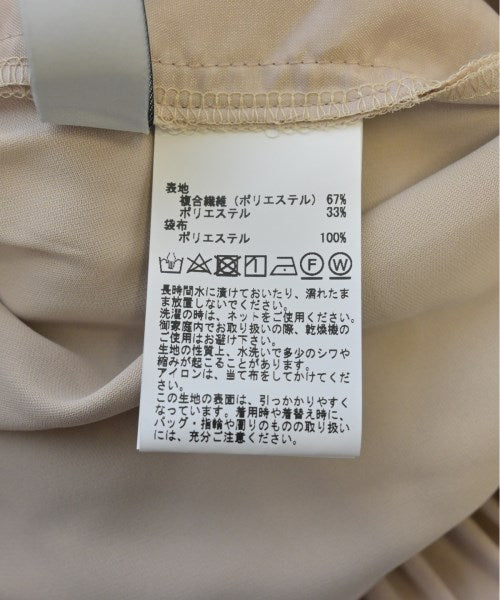 表地
複合繊維（ポリエステル） 67%
ポリエステル 33%
袋布
ポリエステル 100%
F W
長時間水に漬けておいたり、濡れたま
ま放置しないでください。
洗濯の時は、ネットをご使用ください。
御家庭内でお取り扱いの際、乾燥機の
ご使用はお避け下さい。
生地の性質上、水洗いで多少のシワや
縮みが起こることがあります。
アイロンは、当て布をしてかけてくだ
さい。
この生地の表面は、引っかかりやすく
なっています。着用時や着替え時に、
バッグ・指輪や周りのものの取り扱い
には、充分ご注意ください。